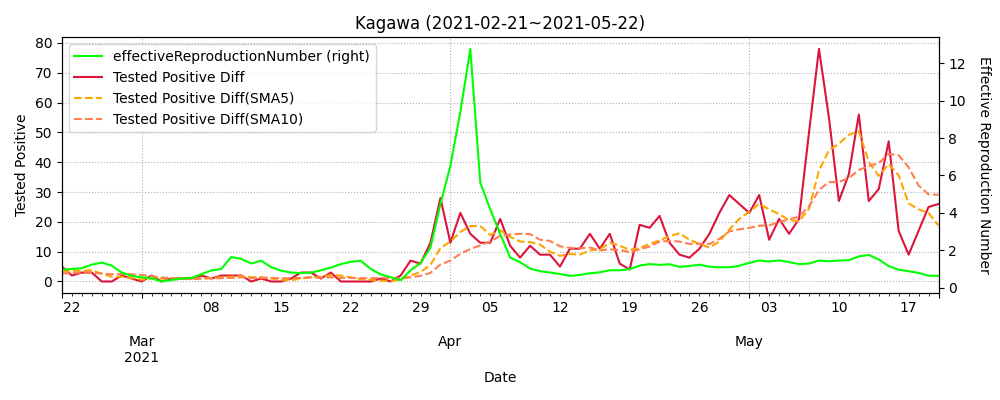 Kagawa (2021-02-21~2021-05-22)
effectiveReproductionNumber (right)
Tested Positive Diff
Tested Positive Diff(SMA5)
Tested Positive Diff(SMA10)
Tested Positive
80
70
60
50
40
30
20
10
0
Effective Reproduction Number
12
10
8
6
4
2
0
22 08 15 22 29 05 12 19 26 03 10 17
Mar Apr May
2021
Date